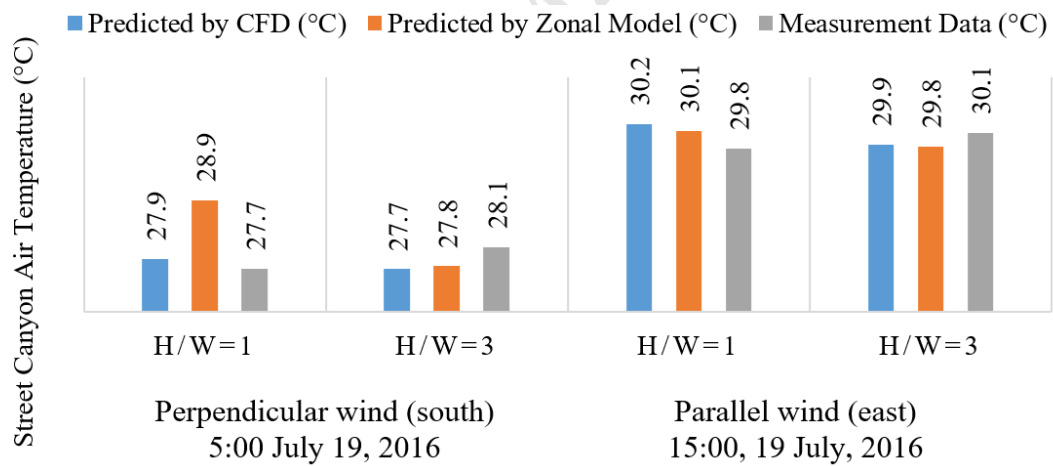 Predicted by CFD (°C) Predicted by Zonal Model (°C) Measurement Data (°C)
Street Canyon Air Temperature (°C)
27.9 28.9 27.7 27.7 27.8 28.1 30.2 30.1 29.8 29.9 29.8 30.1
H/W=1 H/W=3 H/W=1 H/W=3
Perpendicular wind (south) Parallel wind (east)
5:00 July 19, 2016 15:00, 19 July, 2016